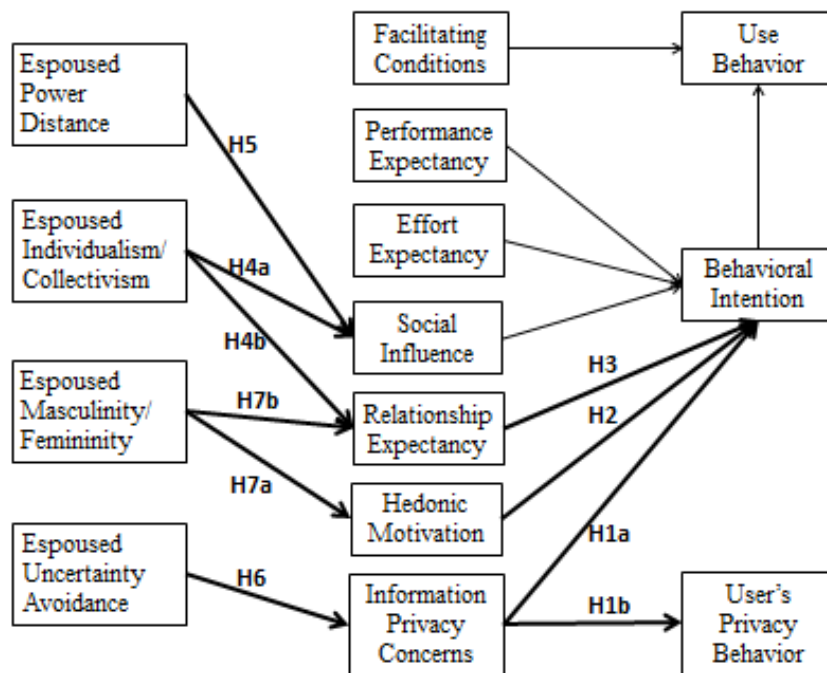 Espoused
Power
Distance
Espoused
Individualism/
Collectivism
Espoused
Masculinity/
Femininity
Espoused
Uncertainty
Avoidance
H5
H4a
H4b
H7b
H7a
H6
Facilitating
Conditions
Performance
Expectancy
Effort
Expectancy
Social
Influence
Relationship
Expectancy
Hedonic
Motivation
Information
Privacy
Concerns
H3
H2
H1a
H1b
Use
Behavior
Behavioral
Intention
User's
Privacy
Behavior